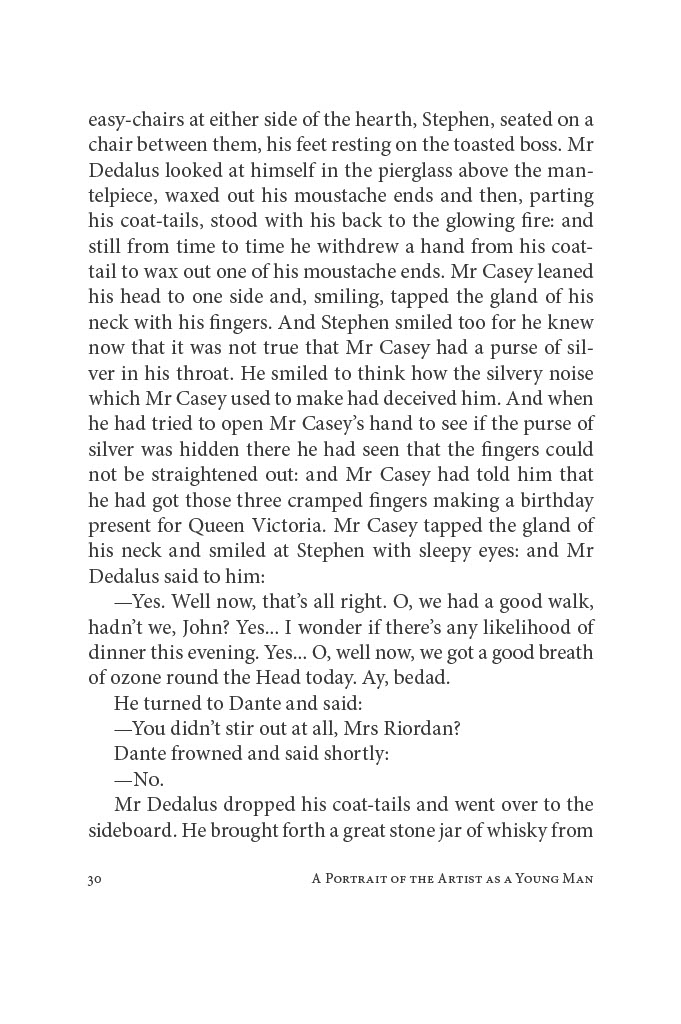 easy-chairs at either side of the hearth, Stephen, seated on a
chair between them, his feet resting on the toasted boss. Mr
Dedalus looked at himself in the pierglass above the man-
telpiece, waxed out his moustache ends and then, parting
his coat-tails, stood with his back to the glowing fire: and
still from time to time he withdrew a hand from his coat-
tail to wax out one of his moustache ends. Mr Casey leaned
his head to one side and, smiling, tapped the gland of his
neck with his fingers. And Stephen smiled too for he knew
now that it was not true that Mr Casey had a purse of sil-
ver in his throat. He smiled to think how the silvery noise
which Mr Casey used to make had deceived him. And when
he had tried to open Mr Casey’s hand to see if the purse of
silver was hidden there he had seen that the fingers could
not be straightened out: and Mr Casey had told him that
he had got those three cramped fingers making a birthday
present for Queen Victoria. Mr Casey tapped the gland of
his neck and smiled at Stephen with sleepy eyes: and Mr
Dedalus said to him:
—Yes. Well now, that’s all right. O, we had a good walk,
hadn’t we, John? Yes... I wonder if there’s any likelihood of
dinner this evening. Yes... O, well now, we got a good breath
of ozone round the Head today. Ay, bedad.
He turned to Dante and said:
—You didn’t stir out at all, Mrs Riordan?
Dante frowned and said shortly:
—No.
Mr Dedalus dropped his coat-tails and went over to the
sideboard. He brought forth a great stone jar of whisky from
30 A Portrait of the Artist as a Young Man